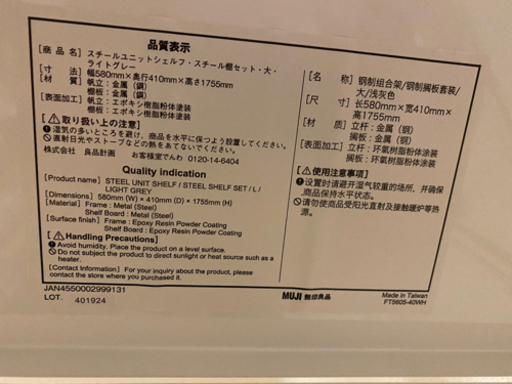 品質表示
[商 品 名] スチールユニットシェルフ・スチール棚セット・大・
ライトグレー
[寸 法] 幅580mm×奥行410mm×高さ1755mm
[材 質] 帆立：金属（鋼）
棚板：金属（鋼）
[表面加工] 帆立：エポキシ樹脂粉体塗装
棚板：エポキシ樹脂粉体塗装
[⚠取り扱い上の注意]
●湿気の多いところを避け、商品を水平に保つよう設置してください。
⃠直射日光やストーブなどの熱をあてないでください。
株式会社 良品計画 お客様室でんわ 0120-14-6404
Quality indication
[Product name] STEEL UNIT SHELF / STEEL SHELF SET / L /
LIGHT GREY
[Dimensions] 580mm (W) × 410mm (D) × 1755mm (H)
[Material] Frame : Metal (Steel)
Shelf Board : Metal (Steel)
[Surface finish] Frame : Epoxy Resin Powder Coating
Shelf Board : Epoxy Resin Powder Coating
[⚠Handling Precautions]
●Avoid humidity. Place the product on a level surface.
⃠Do not subject the product to direct sunlight or heat source such as a
heater.
[Contact Information] For your inquiry about the product, please
contact the store where you purchased it.
JAN4550002999131
LOT. 401924
[名 称] 钢制组合架/钢制搁板套装/
大/浅灰色
[尺 寸] 长580mm×宽410mm×
高1755mm
[材 质] 立杆：金属（钢）
搁板：金属（钢）
[表面加工] 立杆：环氧树脂粉体涂装
搁板：环氧树脂粉体涂装
[⚠使用注意事项]
●设置时请避开湿气较重的场所，并确保
商品保持水平状态。
⃠请勿使商品受阳光直射及接触暖炉等热
源。
MUJI 無印良品
Made in Taiwan
FT5605-40WH